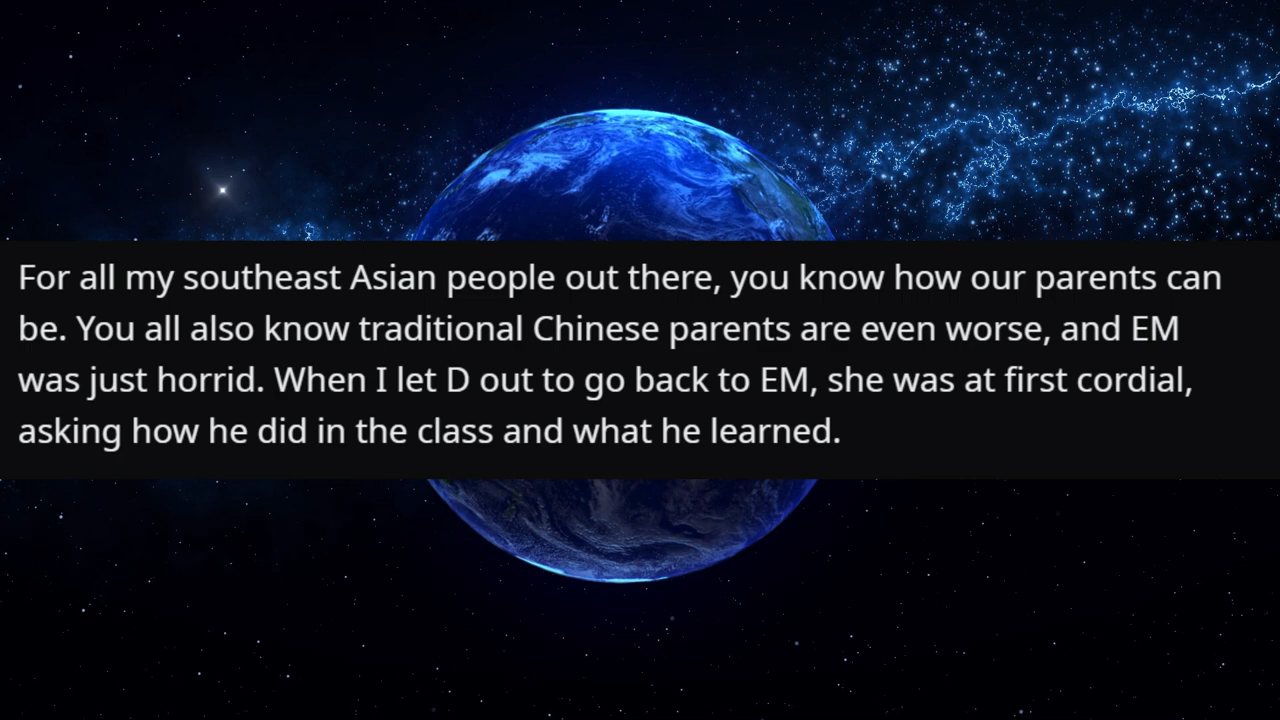 For all my southeast Asian people out there, you know how our parents can
be. You all also know traditional Chinese parents are even worse, and EM
was just horrid. When I let D out to go back to EM, she was at first cordial,
asking how he did in the class and what he learned.